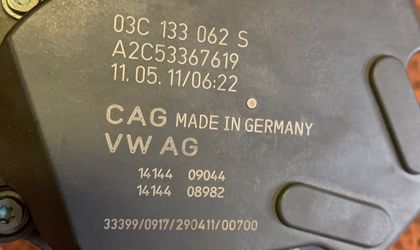 03C 133 062 S
A2C53367619
11.05.11/06:22
CAG MADE IN GERMANY
VW AG
14144 09044
14144 08982
33399/0917/290411/00700